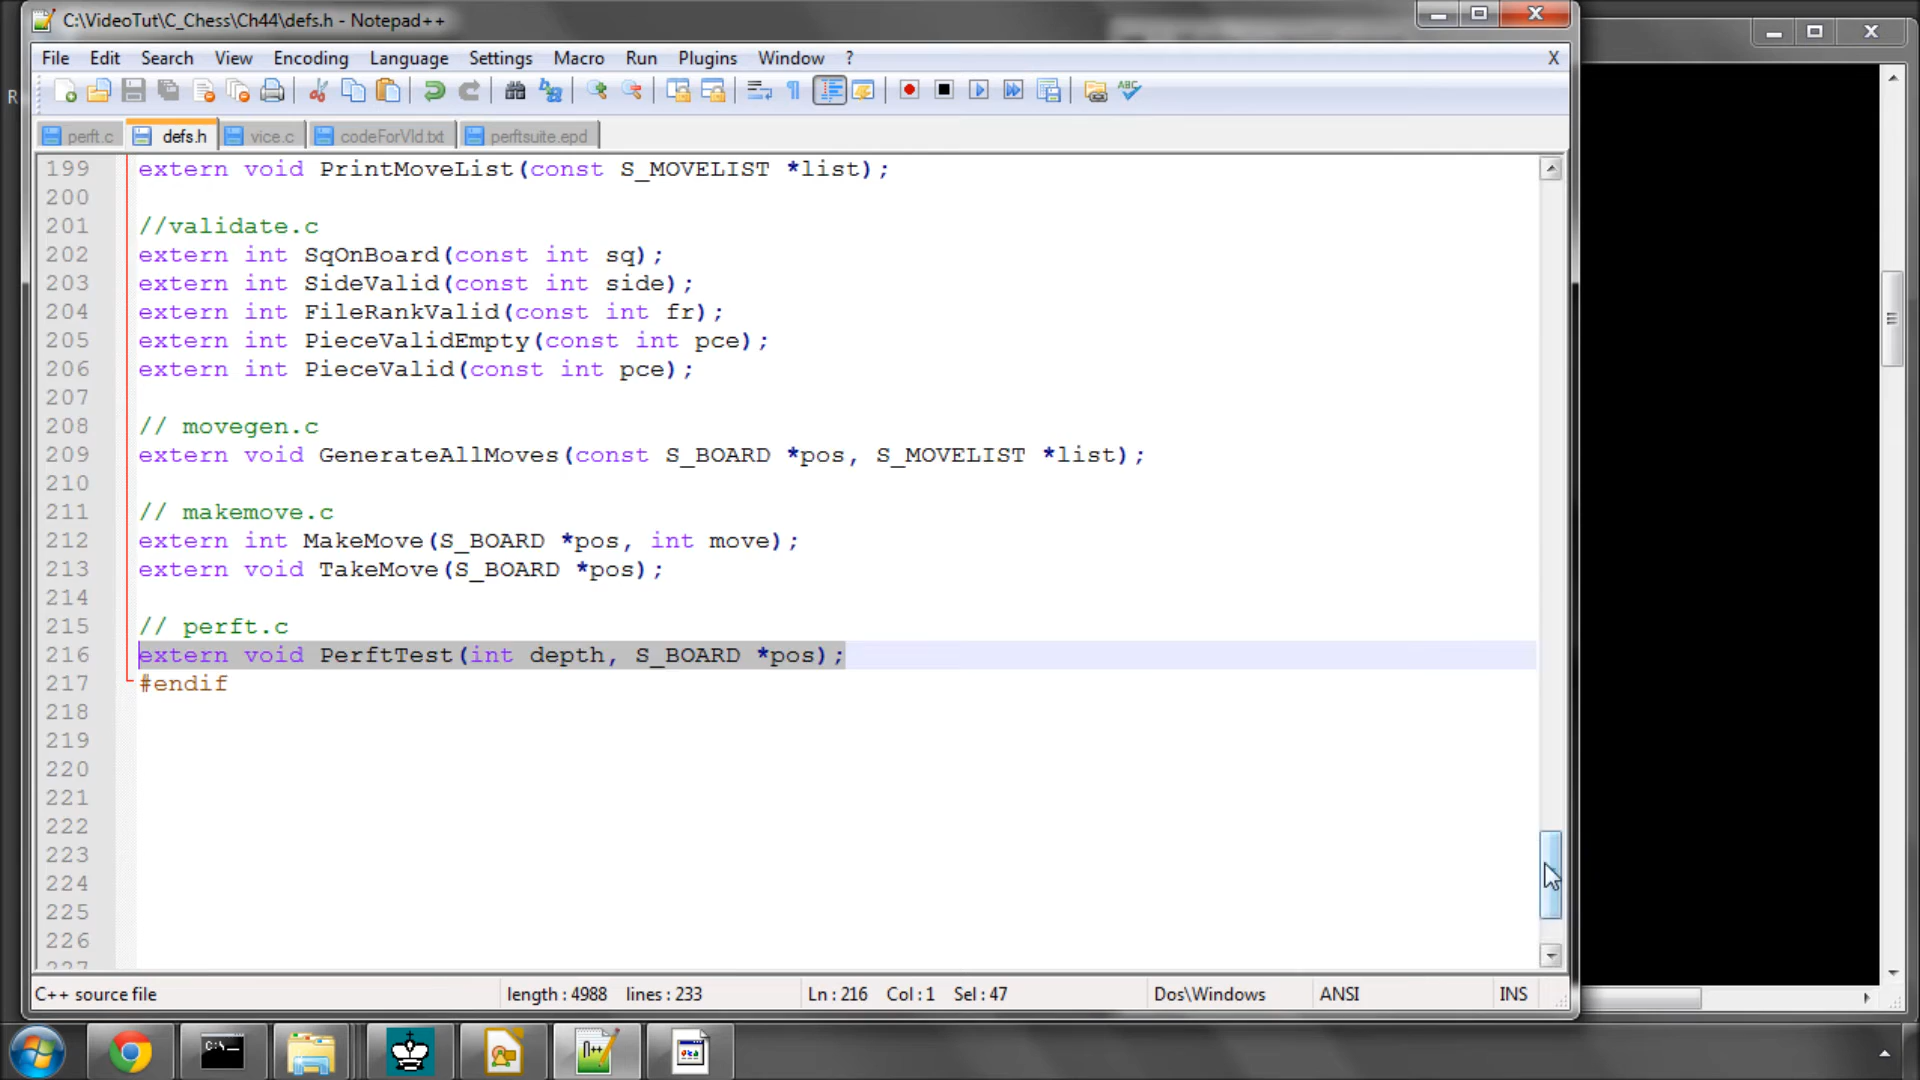 C:\VideoTut\C_Chess\Ch44\defs.h - Notepad++
File Edit Search View Encoding Language Settings Macro Run Plugins Window ? X
R
perft.c defs.h vice.c codeForVid.txt perftsuite.epd
199 extern void PrintMoveList(const S_MOVELIST *list);
200
201 //validate.c
202 extern int SqOnBoard(const int sq);
203 extern int SideValid(const int side);
204 extern int FileRankValid(const int fr);
205 extern int PieceValidEmpty(const int pce);
206 extern int PieceValid(const int pce);
207
208 // movegen.c
209 extern void GenerateAllMoves(const S_BOARD *pos, S_MOVELIST *list);
210
211 // makemove.c
212 extern int MakeMove(S_BOARD *pos, int move);
213 extern void TakeMove(S_BOARD *pos);
214
215 // perft.c
216 extern void PerftTest(int depth, S_BOARD *pos);
217 #endif
218
219
220
221
222
223
224
225
226
227
C++ source file length : 4988 lines : 233 Ln : 216 Col : 1 Sel : 47 Dos\Windows ANSI INS